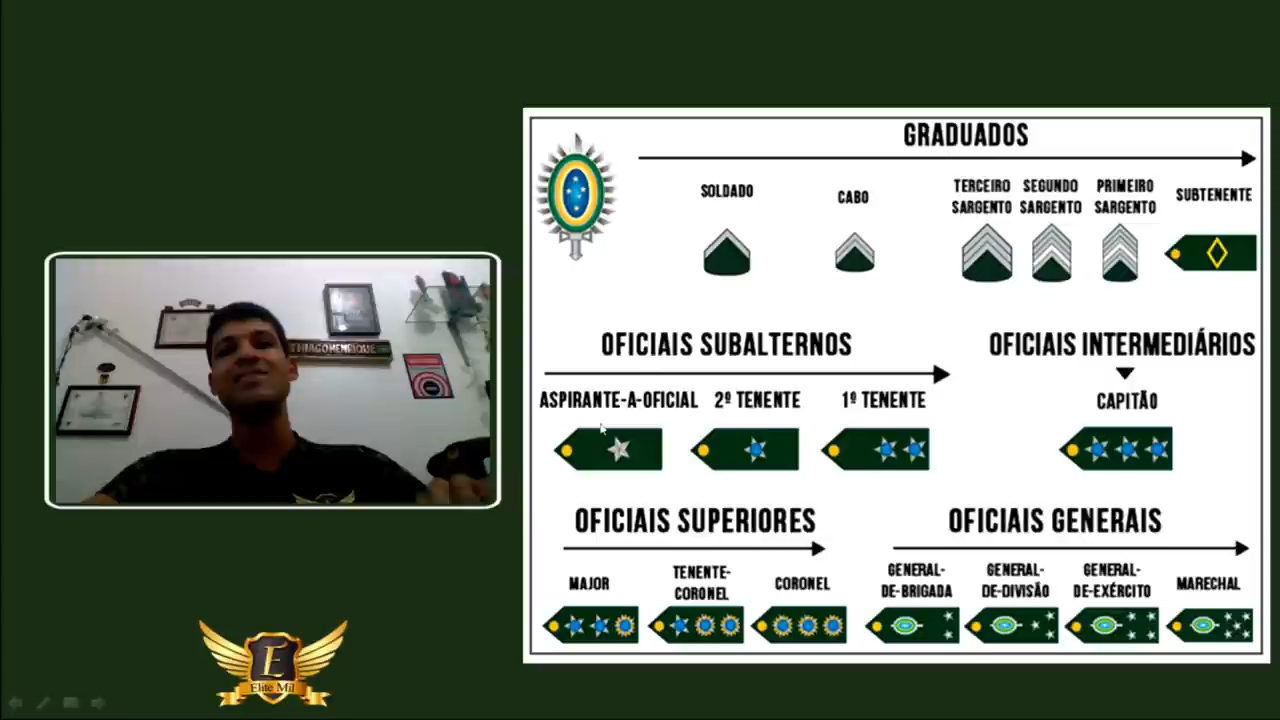 GRADUADOS
SOLDADO
CABO
TERCEIRO
SARGENTO
SEGUNDO
SARGENTO
PRIMEIRO
SARGENTO
SUBTENENTE
THIAGO HENRIQUE
OFICIAIS SUBALTERNOS
OFICIAIS INTERMEDIÁRIOS
ASPIRANTE-A-OFICIAL
2º TENENTE
1º TENENTE
CAPITÃO
OFICIAIS SUPERIORES
OFICIAIS GENERAIS
MAJOR
TENENTE-
CORONEL
CORONEL
GENERAL-
DE-BRIGADA
GENERAL-
DE-DIVISÃO
GENERAL-
DE-EXÉRCITO
MARECHAL
E
Elite Mil